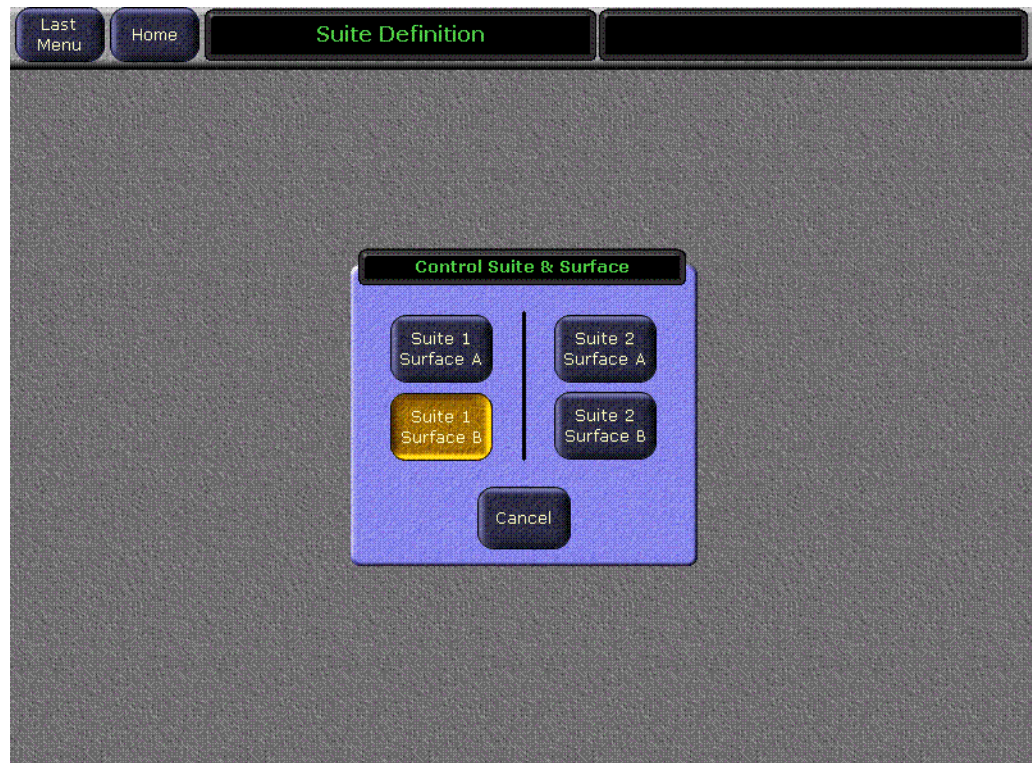 Last
Menu
Home
Suite Definition
Control Suite & Surface
Suite 1
Surface A
Suite 2
Surface A
Suite 1
Surface B
Suite 2
Surface B
Cancel